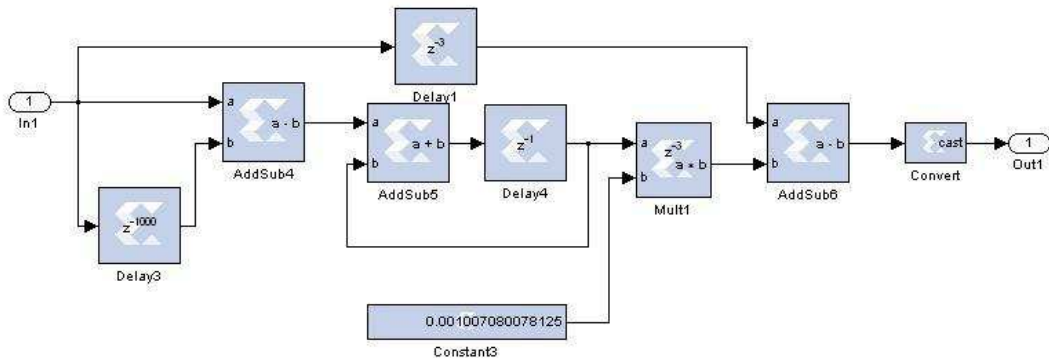 z-3
Delay1
1
In1
a
b
a - b
AddSub4
a
b
a + b
AddSub5
z-1
Delay4
a
b
z-3
a * b
Mult1
a
b
a - b
AddSub6
cast
Convert
1
Out1
z-1000
Delay3
0.001007080078125
Constant3